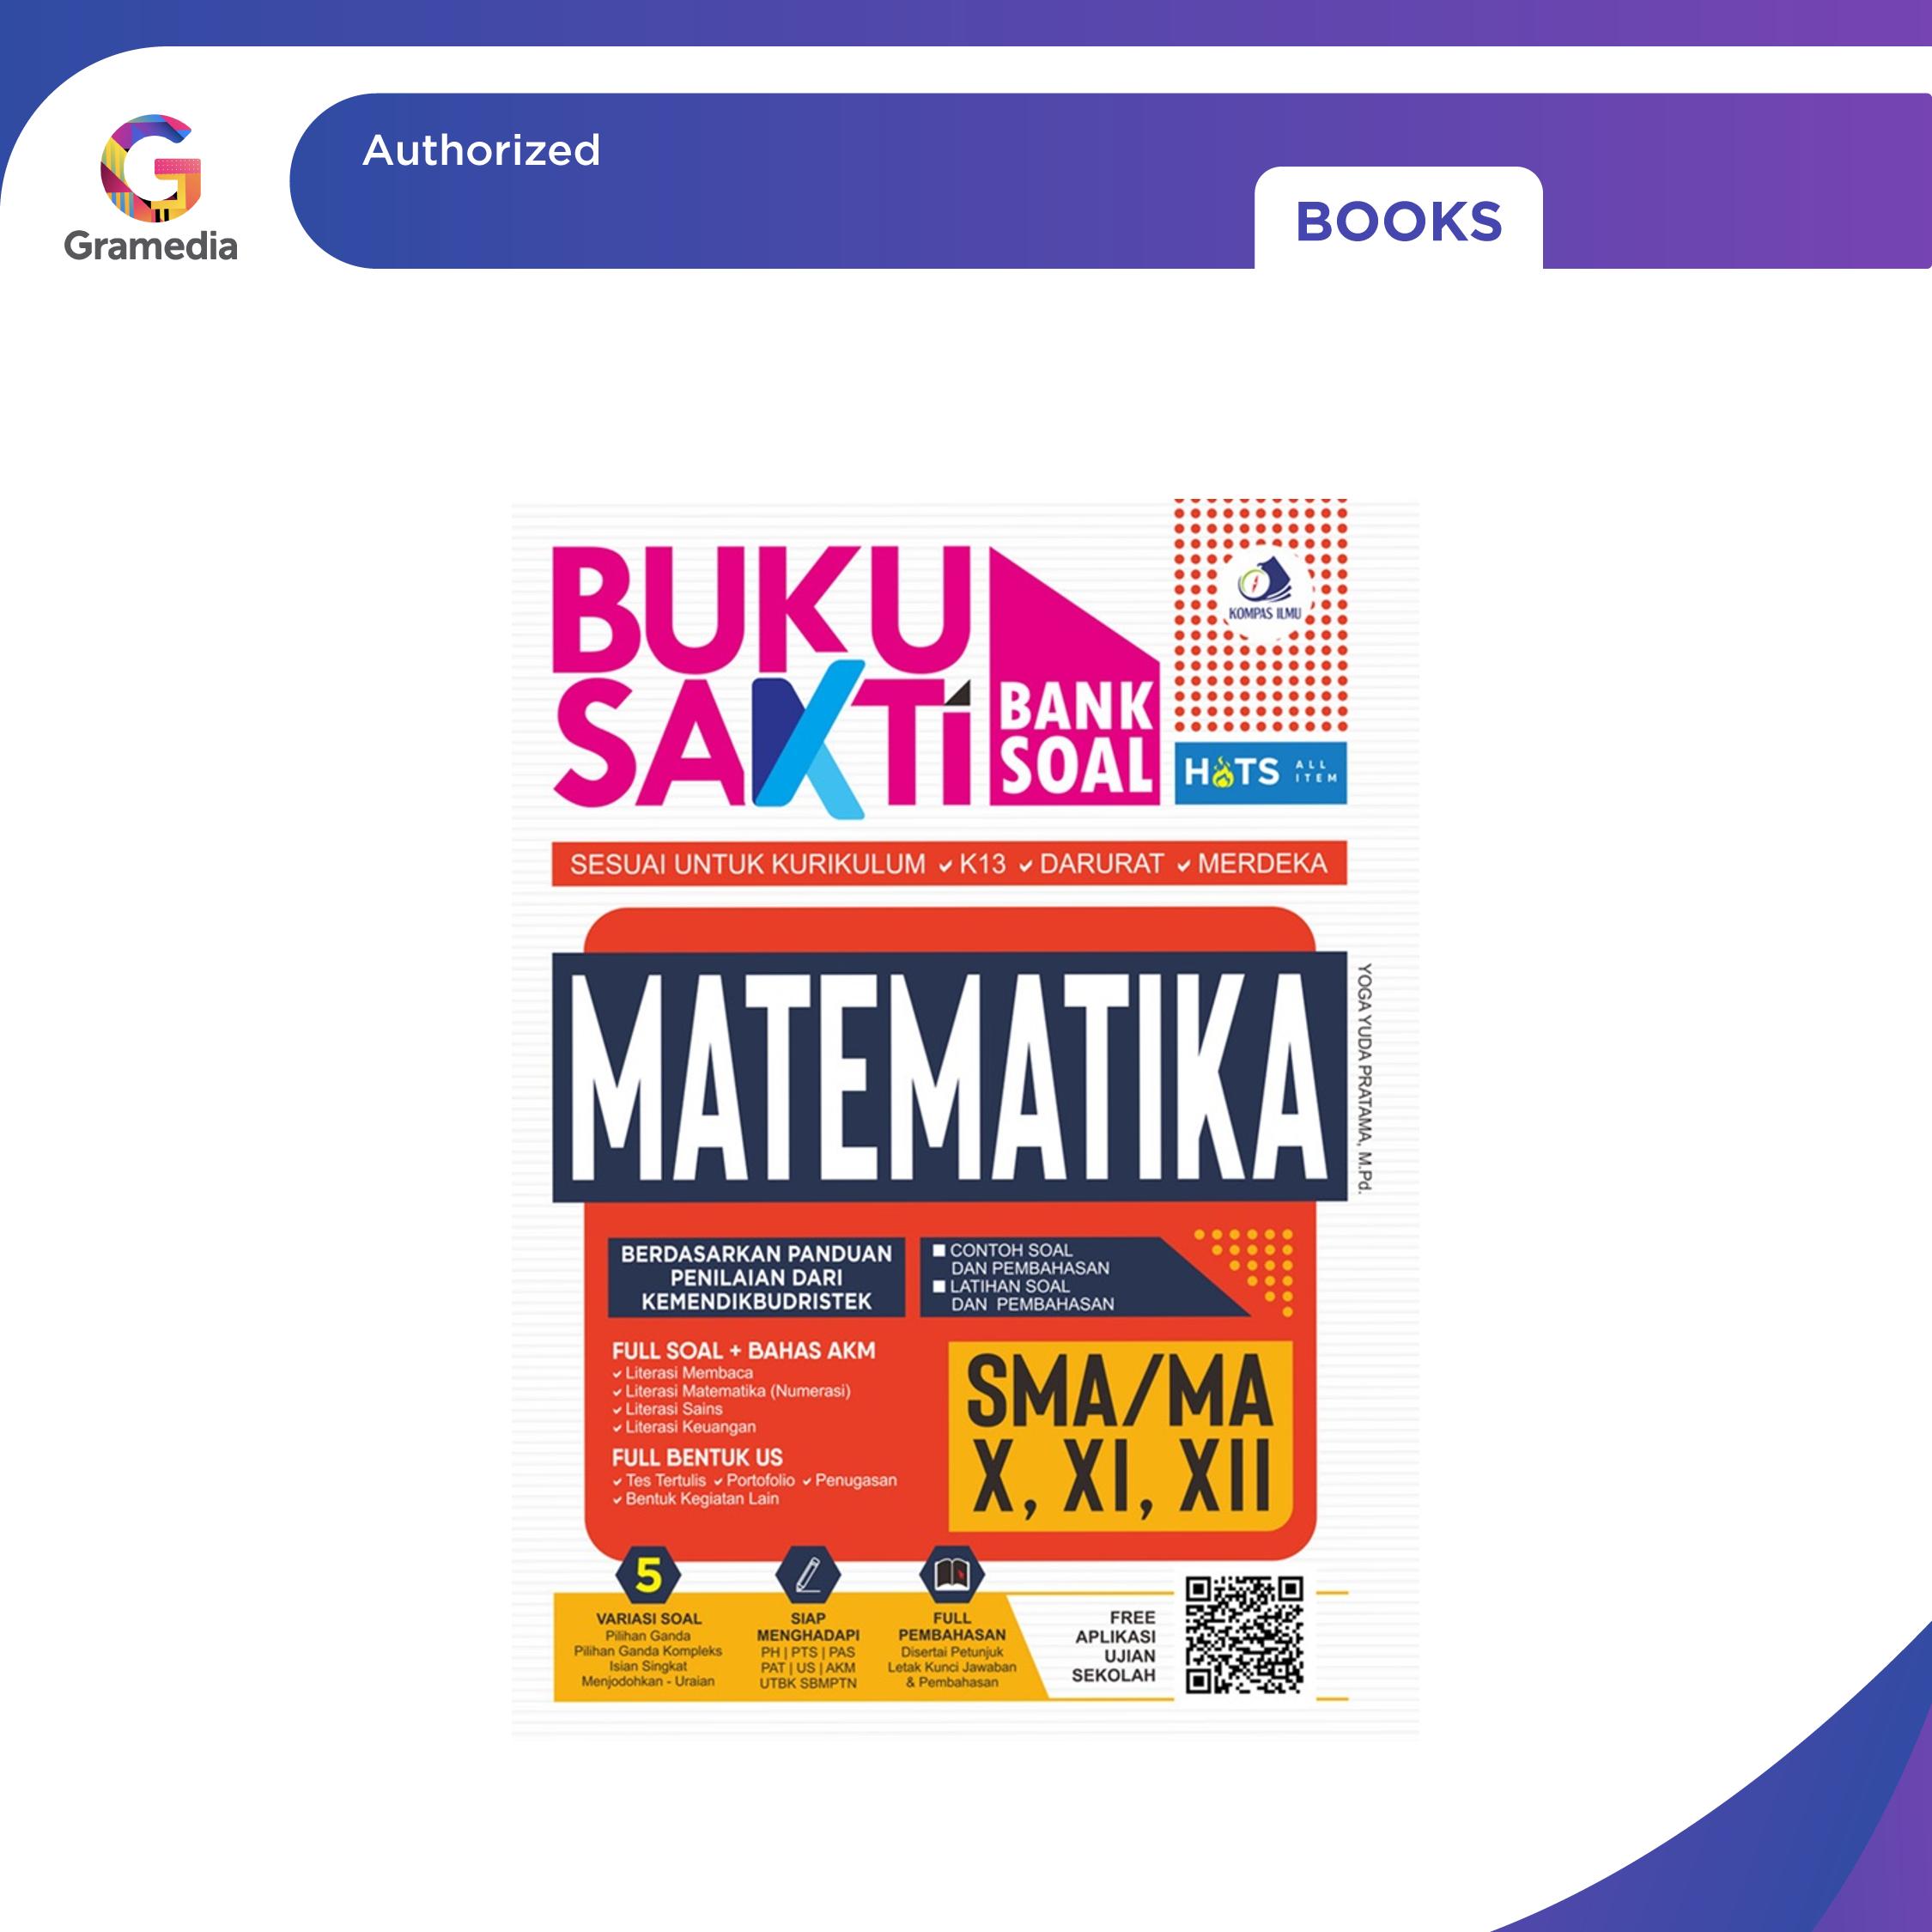 Authorized
Gramedia
BOOKS
BUKU
SAKTi
BANK
SOAL
KOMPAS ILMU
HOTS
ALL
ITEM
SESUAI UNTUK KURIKULUM K13 DARURAT MERDEKA
MATEMATIKA
YOGA YUDA PRATAMA, M.Pd.
BERDASARKAN PANDUAN
PENILAIAN DARI
KEMENDIKBUDRISTEK
CONTOH SOAL
DAN PEMBAHASAN
LATIHAN SOAL
DAN PEMBAHASAN
FULL SOAL + BAHAS AKM
Literasi Membaca
Literasi Matematika (Numerasi)
Literasi Sains
Literasi Keuangan
FULL BENTUK US
Tes Tertulis Portofolio Penugasan
Bentuk Kegiatan Lain
SMA/MA
X, XI, XII
5
VARIASI SOAL
Pilihan Ganda
Pilihan Ganda Kompleks
Isian Singkat
Menjodohkan - Uraian
SIAP
MENGHADAPI
PH | PTS | PAS
PAT | US | AKM
UTBK SBMPTN
FULL
PEMBAHASAN
Disertai Petunjuk
Letak Kunci Jawaban
& Pembahasan
FREE
APLIKASI
UJIAN
SEKOLAH